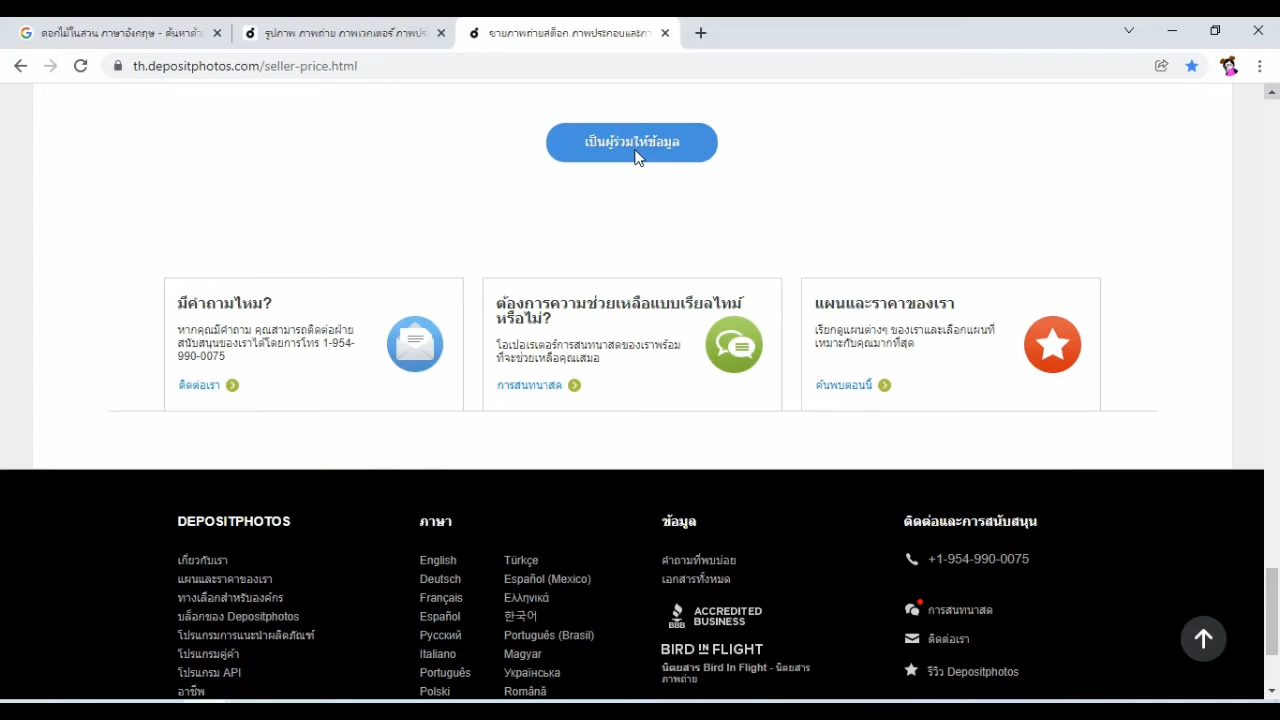 ดอกไม้ในสวน ภาษาอังกฤษ - ค้นหาด้วย
รูปภาพ ภาพถ่าย ภาพเวกเตอร์ ภาพปร
ขายภาพถ่ายสต็อก ภาพประกอบและภา
th.depositphotos.com/seller-price.html
เป็นผู้ร่วมให้ข้อมูล
มีคำถามไหม?
หากคุณมีคำถาม คุณสามารถติดต่อฝ่าย
สนับสนุนของเราได้โดยการโทร 1-954-
990-0075
ติดต่อเรา
ต้องการความช่วยเหลือแบบเรียลไทม์
หรือไม่?
โอเปอเรเตอร์การสนทนาสดของเราพร้อม
ที่จะช่วยเหลือคุณเสมอ
การสนทนาสด
แผนและราคาของเรา
เรียกดูแผนต่างๆ ของเราและเลือกแผนที่
เหมาะกับคุณมากที่สุด
ค้นพบตอนนี้
DEPOSITPHOTOS
เกี่ยวกับเรา
แผนและราคาของเรา
ทางเลือกสำหรับองค์กร
บล็อกของ Depositphotos
โปรแกรมการแนะนำผลิตภัณฑ์
โปรแกรมคู่ค้า
โปรแกรม API
อาชีพ
ภาษา
English
Deutsch
Français
Español
Русский
Italiano
Português
Polski
Türkçe
Español (Mexico)
Ελληνικά
한국어
Português (Brasil)
Magyar
Українська
Română
ข้อมูล
คำถามที่พบบ่อย
เอกสารทั้งหมด
BBB
ACCREDITED
BUSINESS
BIRD IN FLIGHT
นิตยสาร Bird In Flight - นิตยสาร
ภาพถ่าย
ติดต่อและการสนับสนุน
+1-954-990-0075
การสนทนาสด
ติดต่อเรา
รีวิว Depositphotos